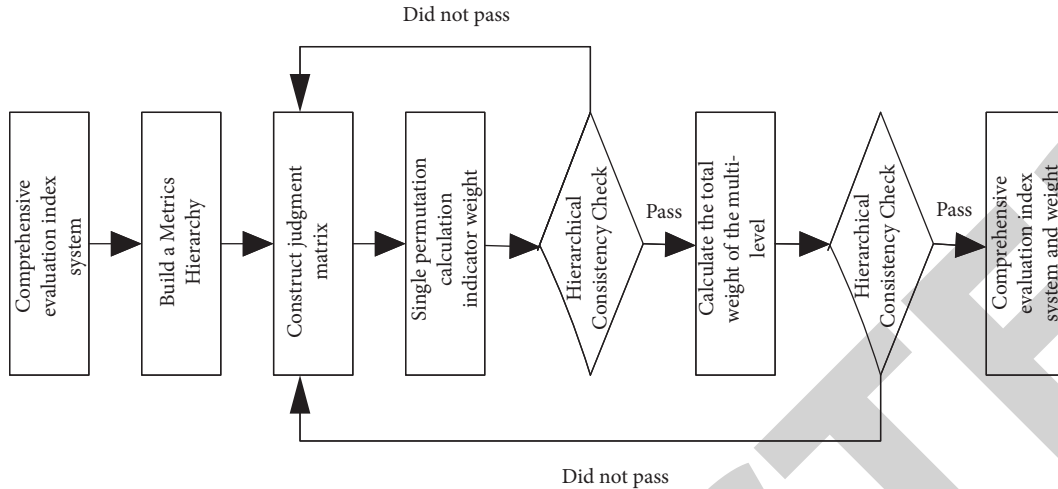 Did not pass
Comprehensive
evaluation index
system
Build a Metrics
Hierarchy
Construct judgment
matrix
Single permutation
calculation
indicator weight
Hierarchical
Consistency Check
Pass
Calculate the total
weight of the multi-
level
Hierarchical
Consistency Check
Pass
Comprehensive
evaluation index
system and weight
Did not pass